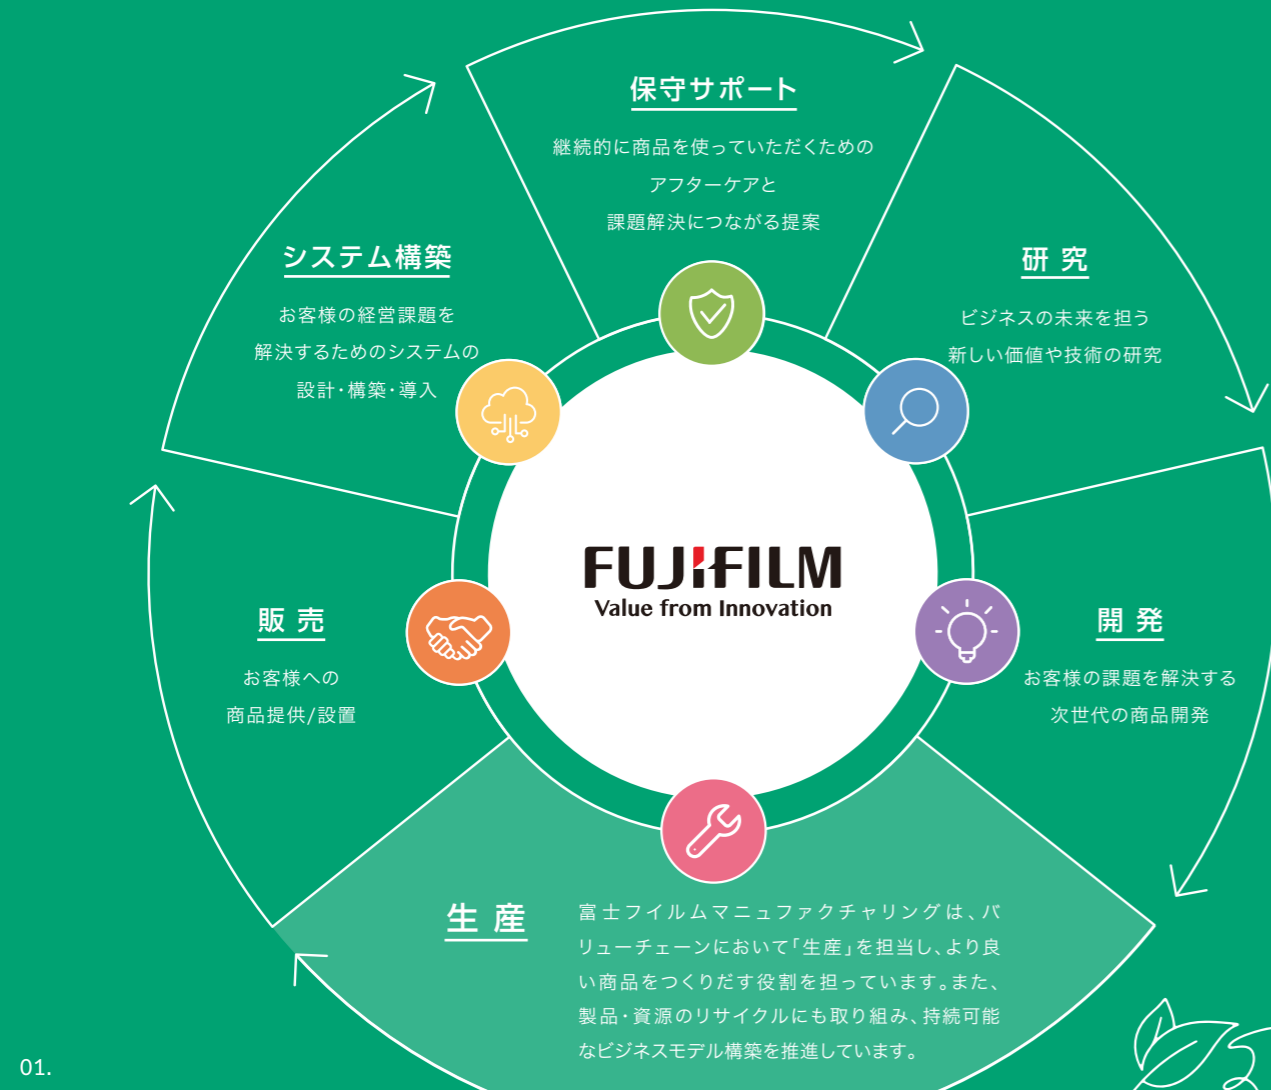 保守サポート
継続的に商品を使っていただくための
アフターケアと
課題解決につながる提案
システム構築
お客様の経営課題を
解決するためのシステムの
設計・構築・導入
研究
ビジネスの未来を担う
新しい価値や技術の研究
FUJIFILM
Value from Innovation
販売
お客様への
商品提供/設置
開発
お客様の課題を解決する
次世代の商品開発
生産
富士フイルムマニュファクチャリングは、バ
リューチェーンにおいて「生産」を担当し、より良
い商品をつくりだす役割を担っています。また、
製品・資源のリサイクルにも取り組み、持続可能
なビジネスモデル構築を推進しています。
01.